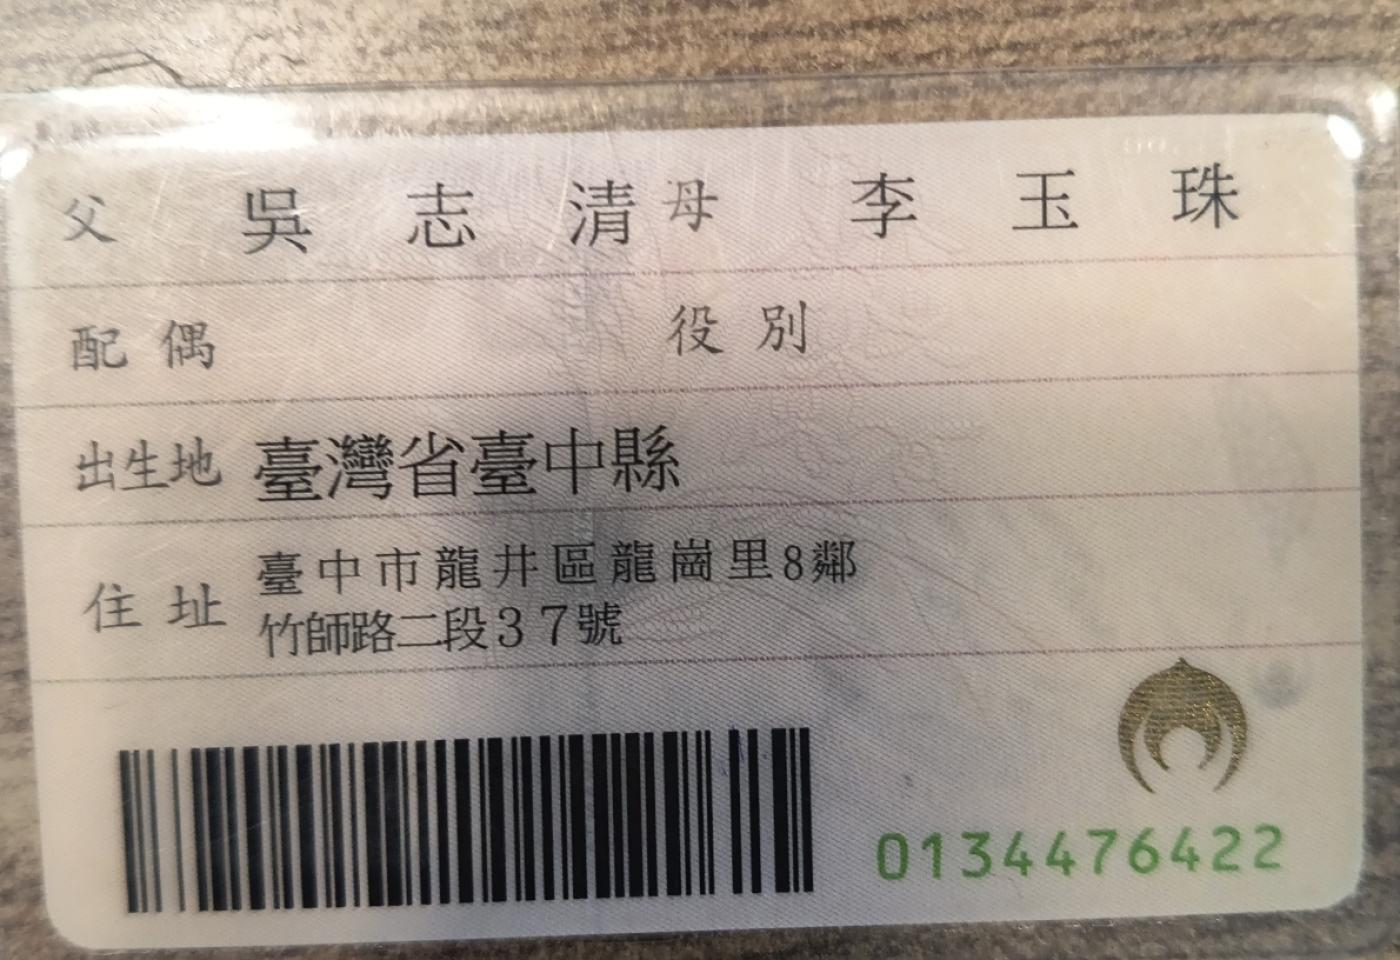 父 吳志清 母 李玉珠
配偶 役別
出生地 臺灣省臺中縣
住址 臺中市龍井區龍崗里8鄰
竹師路二段37號
0134476422